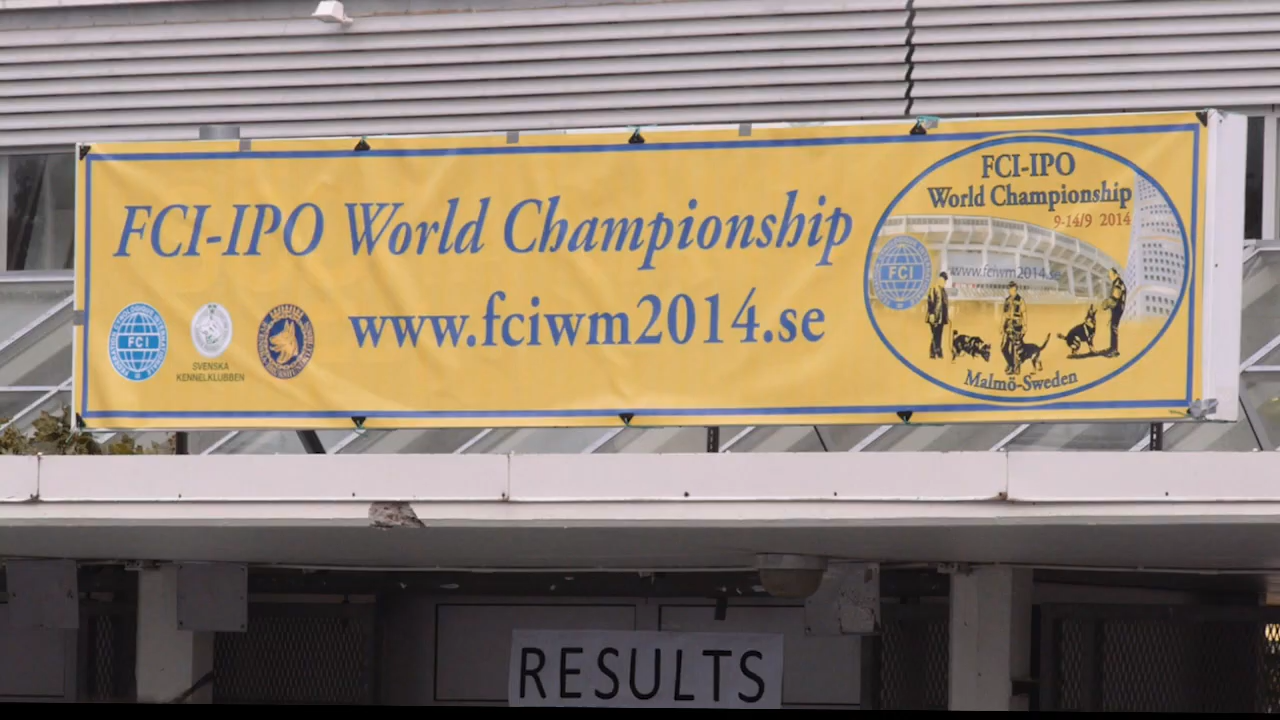 FCI-IPO World Championship
www.fciwm2014.se
FCI
SVENSKA
KENNELKLUBBEN
FCI-IPO
World Championship
9-14/9 2014
FCI
www.fciwm2014.se
Malmö-Sweden
RESULTS